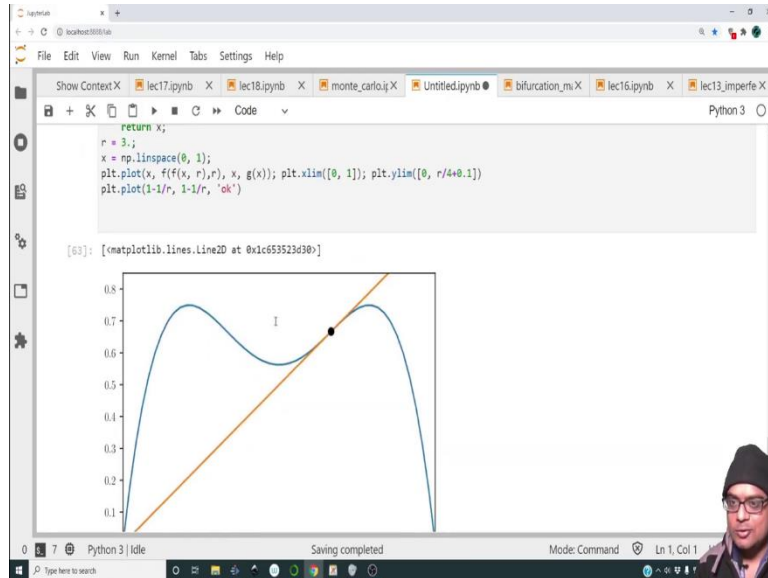 JupyterLab
localhost:8888/lab
File Edit View Run Kernel Tabs Settings Help
Show Context lec17.ipynb lec18.ipynb monte_carlo.ip Untitled.ipynb bifurcation_m lec16.ipynb lec13_imperfe
Code Python 3
return x;
r = 3.;
x = np.linspace(0, 1);
plt.plot(x, f(f(x, r),r), x, g(x)); plt.xlim([0, 1]); plt.ylim([0, r/4+0.1])
plt.plot(1-1/r, 1-1/r, 'ok')
[63]: [<matplotlib.lines.Line2D at 0x1c653523d30>]
0.8
0.7
0.6
0.5
0.4
0.3
0.2
0.1
0 7 Python 3 | Idle Saving completed Mode: Command Ln 1, Col 1
Type here to search